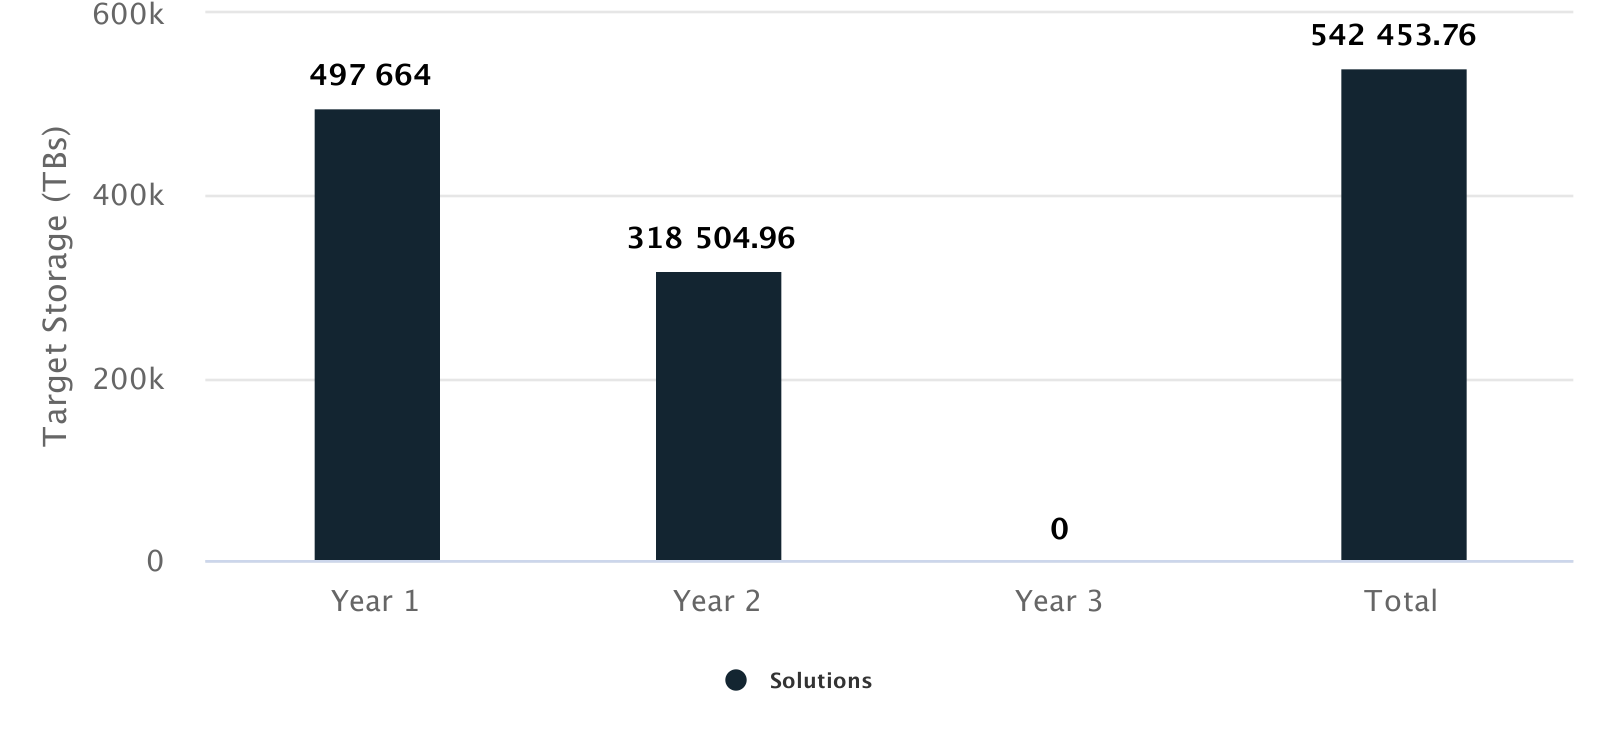 600k
400k
200k
0
Target Storage (TBs)
497 664
318 504.96
0
542 453.76
Year 1
Year 2
Year 3
Total
Solutions